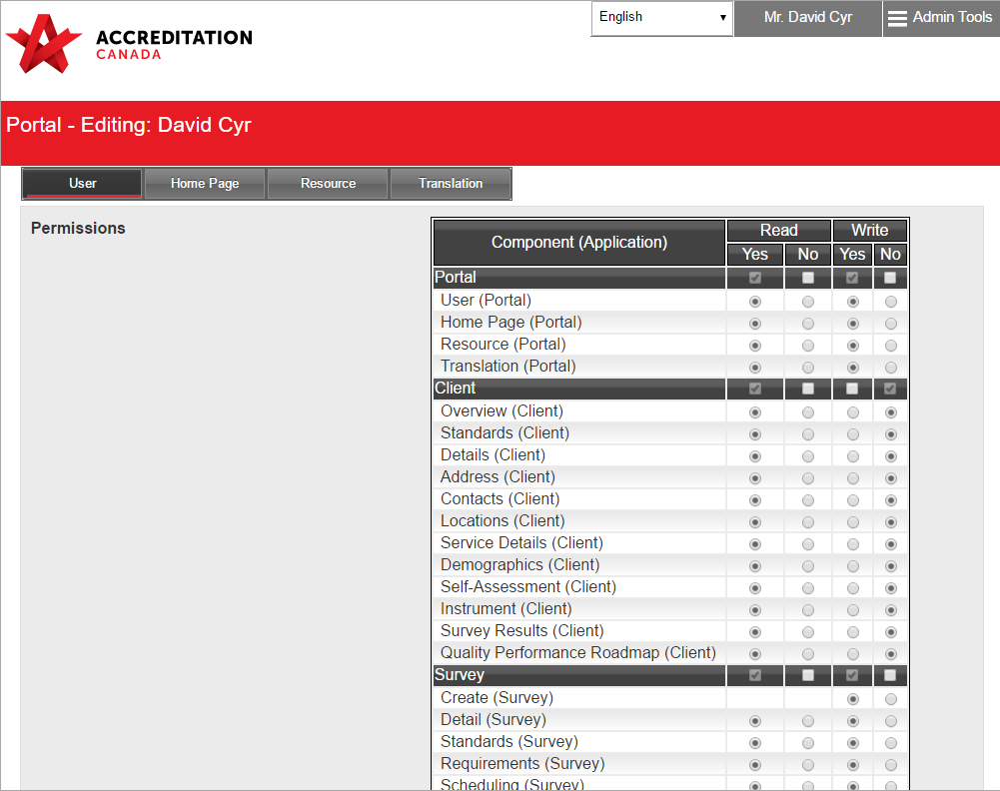 English
Mr. David Cyr
Admin Tools
ACCREDITATION
CANADA
Portal - Editing: David Cyr
User
Home Page
Resource
Translation
Permissions
Component (Application)
Read
Write
Yes
No
Yes
No
Portal
User (Portal)
Home Page (Portal)
Resource (Portal)
Translation (Portal)
Client
Overview (Client)
Standards (Client)
Details (Client)
Address (Client)
Contacts (Client)
Locations (Client)
Service Details (Client)
Demographics (Client)
Self-Assessment (Client)
Instrument (Client)
Survey Results (Client)
Quality Performance Roadmap (Client)
Survey
Create (Survey)
Detail (Survey)
Standards (Survey)
Requirements (Survey)
Scheduling (Survey)